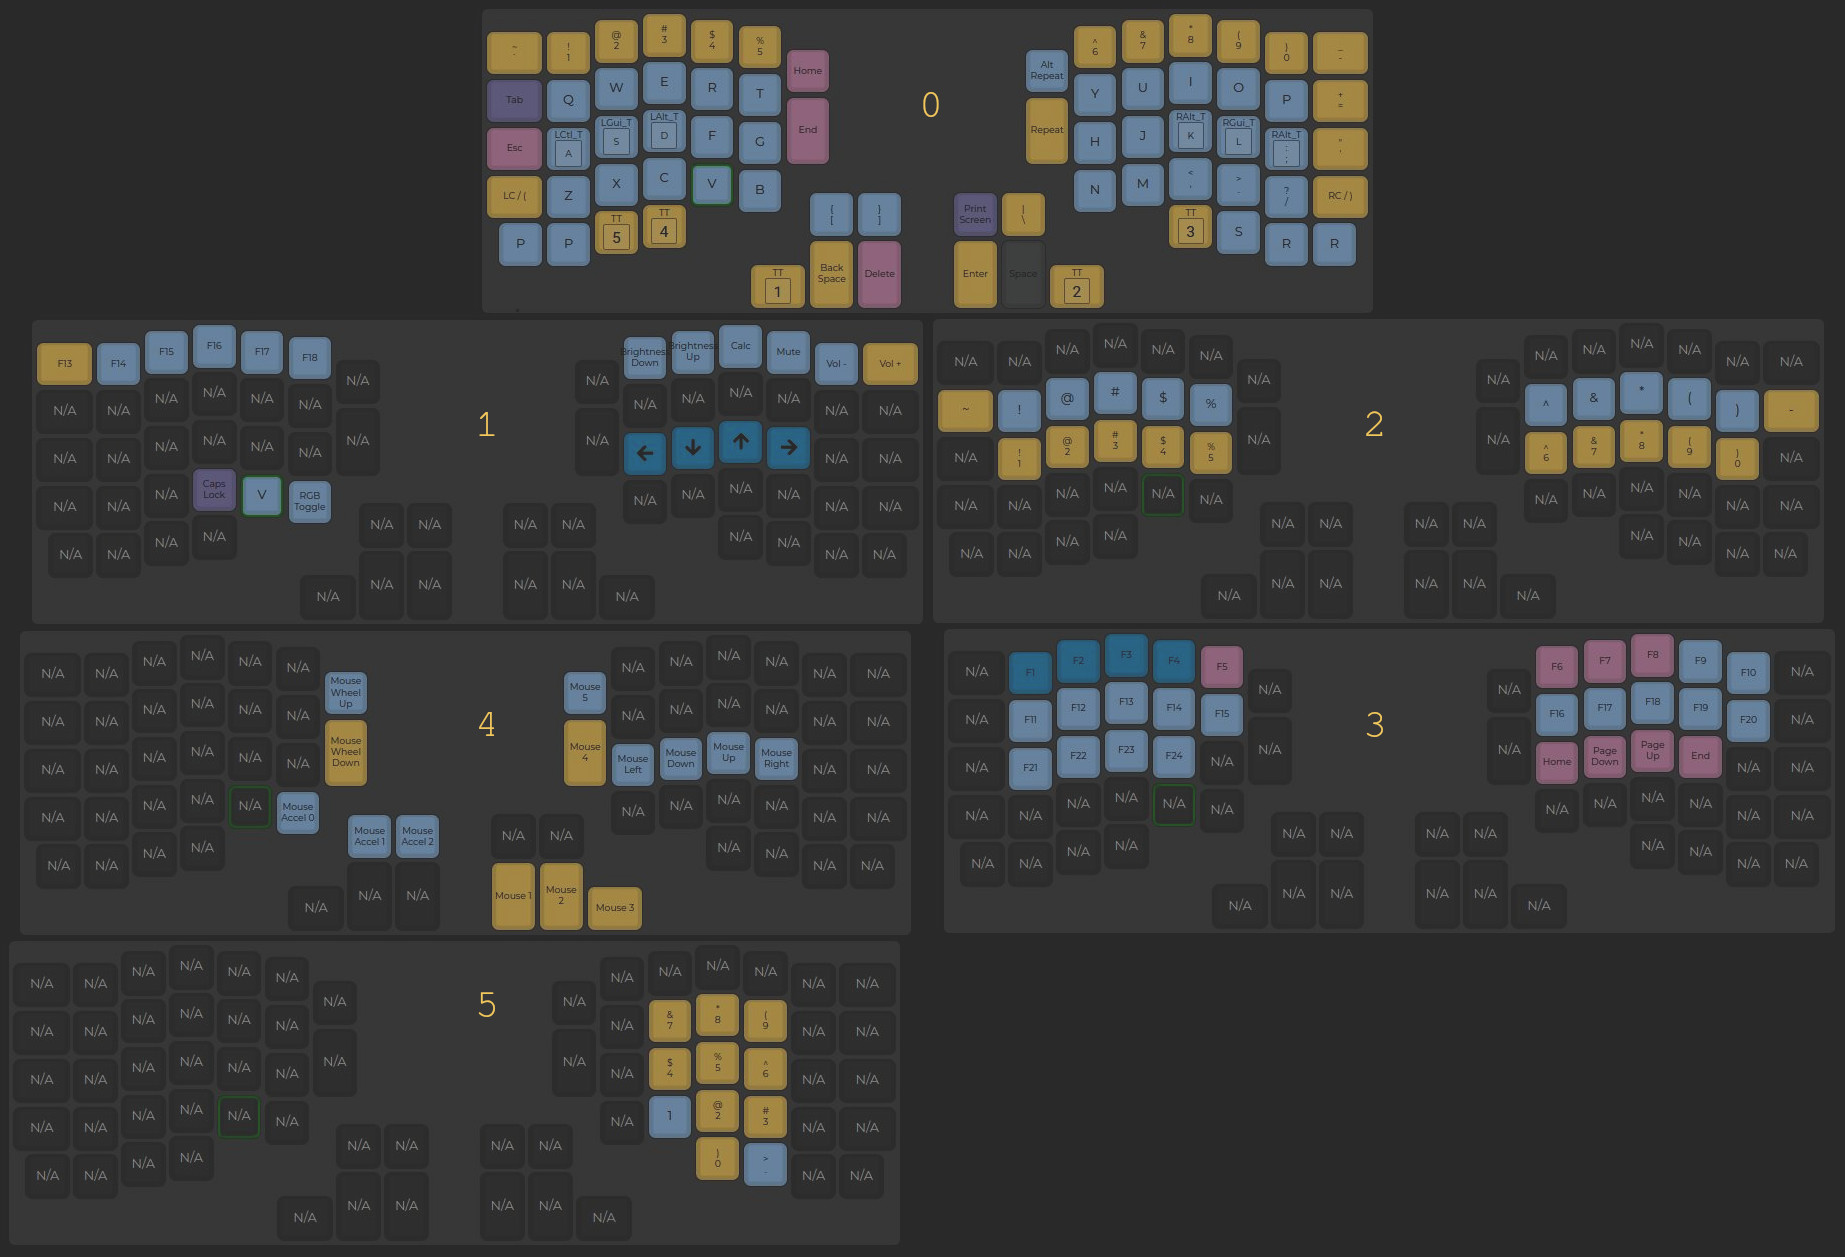 ~ ! @ # $ % ^ & * ( ) _
` 1 2 3 4 5 6 7 8 9 0 -
Home Alt Repeat
Tab Q W E R T Y U I O P + =
0
End Repeat
Esc LCtl_T A LGui_T S LAlt_T D F G H J RAlt_T K RGui_T L RAlt_T : ; " '
LC / ( Z X C V B N M < , > . ? / RC / )
{ [ } ] Print Screen | \
P P TT 5 TT 4 TT 3 S R R
TT 1 Back Space Delete Enter Space TT 2
F13 F14 F15 F16 F17 F18 Brightness Down Brightness Up Calc Mute Vol - Vol +
N/A N/A
N/A N/A N/A N/A N/A N/A N/A N/A N/A N/A N/A N/A
1
N/A N/A
N/A N/A N/A N/A N/A N/A ← ↓ ↑ → N/A N/A
N/A N/A N/A Caps Lock V RGB Toggle N/A N/A N/A N/A N/A N/A
N/A N/A N/A N/A
N/A N/A N/A N/A N/A N/A N/A N/A
N/A N/A N/A N/A N/A N/A
N/A N/A N/A N/A N/A N/A N/A N/A N/A N/A N/A N/A
N/A N/A
~ ! @ # $ % ^ & * ( ) -
2
N/A N/A
N/A ! 1 @ 2 # 3 $ 4 % 5 ^ 6 & 7 * 8 ( 9 ) 0 N/A
N/A N/A N/A N/A N/A N/A N/A N/A N/A N/A N/A N/A
N/A N/A N/A N/A
N/A N/A N/A N/A N/A N/A N/A N/A
N/A N/A N/A N/A N/A N/A
N/A N/A N/A N/A N/A N/A N/A N/A N/A N/A N/A N/A
Mouse Wheel Up Mouse 5
N/A N/A N/A N/A N/A N/A N/A N/A N/A N/A N/A N/A
4
Mouse Wheel Down Mouse 4
N/A N/A N/A N/A N/A N/A Mouse Left Mouse Down Mouse Up Mouse Right N/A N/A
N/A N/A N/A N/A N/A Mouse Accel 0 N/A N/A N/A N/A N/A N/A
Mouse Accel 1 Mouse Accel 2 N/A N/A
N/A N/A N/A N/A N/A N/A N/A N/A
N/A N/A N/A Mouse 1 Mouse 2 Mouse 3
N/A F1 F2 F3 F4 F5 F6 F7 F8 F9 F10 N/A
N/A N/A
N/A F11 F12 F13 F14 F15 F16 F17 F18 F19 F20 N/A
3
N/A N/A
N/A F21 F22 F23 F24 N/A Home Page Down Page Up End N/A N/A
N/A N/A N/A N/A N/A N/A N/A N/A N/A N/A N/A N/A
N/A N/A N/A N/A
N/A N/A N/A N/A N/A N/A N/A N/A
N/A N/A N/A N/A N/A N/A
N/A N/A N/A N/A N/A N/A N/A N/A N/A N/A N/A N/A
N/A N/A
N/A N/A N/A N/A N/A N/A N/A & 7 * 8 ( 9 N/A N/A
5
N/A N/A
N/A N/A N/A N/A N/A N/A N/A $ 4 % 5 ^ 6 N/A N/A
N/A N/A N/A N/A N/A N/A N/A 1 @ 2 # 3 N/A N/A
N/A N/A N/A N/A
N/A N/A N/A N/A ) 0 > . N/A N/A
N/A N/A N/A N/A N/A N/A